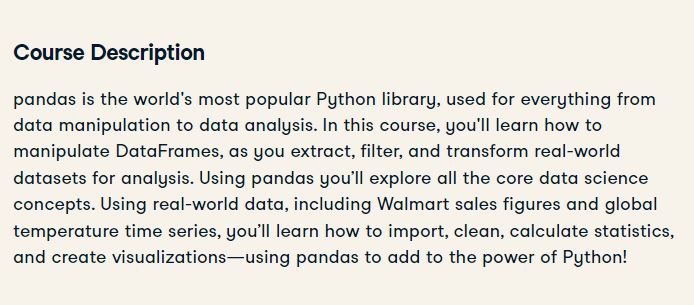 Course Description
pandas is the world's most popular Python library, used for everything from
data manipulation to data analysis. In this course, you'll learn how to
manipulate DataFrames, as you extract, filter, and transform real-world
datasets for analysis. Using pandas you’ll explore all the core data science
concepts. Using real-world data, including Walmart sales figures and global
temperature time series, you’ll learn how to import, clean, calculate statistics,
and create visualizations—using pandas to add to the power of Python!